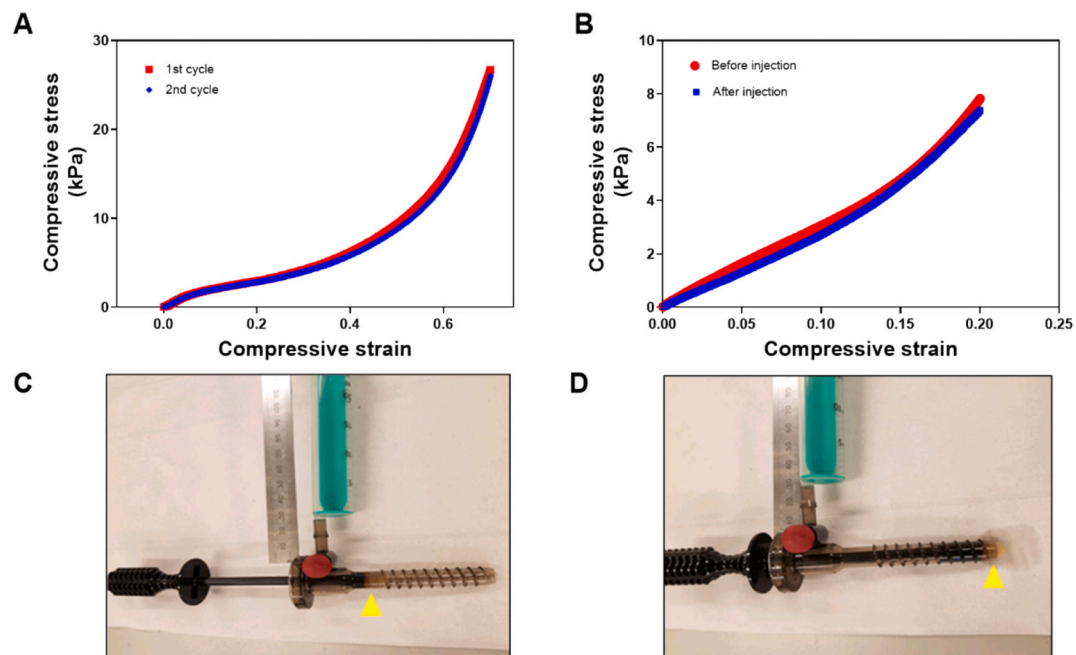 A
Compressive stress
(kPa)
30
20
10
0
1st cycle
2nd cycle
0.0
0.2
0.4
0.6
Compressive strain
B
Compressive stress
(kPa)
10
8
6
4
2
0
Before injection
After injection
0.00
0.05
0.10
0.15
0.20
0.25
Compressive strain
C
D